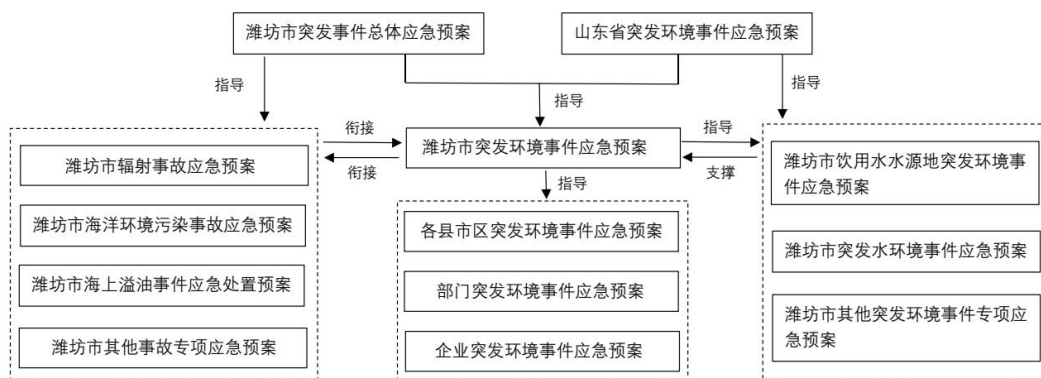 潍坊市突发事件总体应急预案
山东省突发环境事件应急预案
指导
指导
指导
潍坊市辐射事故应急预案
潍坊市海洋环境污染事故应急预案
潍坊市海上溢油事件应急处置预案
潍坊市其他事故专项应急预案
衔接
衔接
潍坊市突发环境事件应急预案
指导
支撑
指导
各县市区突发环境事件应急预案
部门突发环境事件应急预案
企业突发环境事件应急预案
潍坊市饮用水水源地突发环境事
件应急预案
潍坊市突发水环境事件应急预案
潍坊市其他突发环境事件专项应
急预案